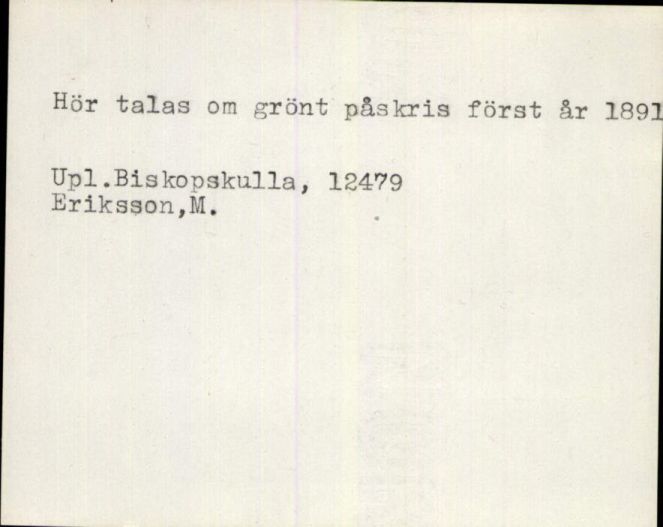 Hör talas om grönt påskris först år 1891
Upl.Biskopskulla, 12479
Eriksson,M.